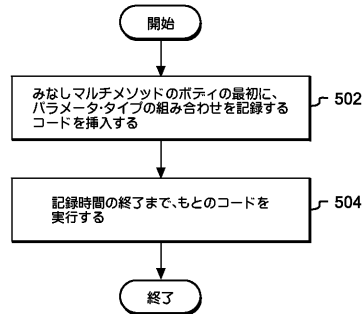 開始
みなしマルチメソッドのボディの最初に、
パラメータ・タイプの組み合わせを記録する
コードを挿入する
502
記録時間の終了まで、もとのコードを
実行する
504
終了